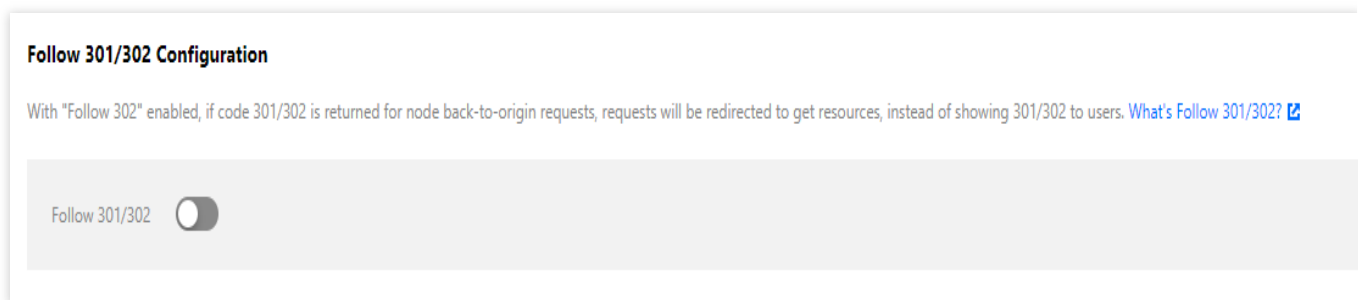 Follow 301/302 Configuration
With "Follow 302" enabled, if code 301/302 is returned for node back-to-origin requests, requests will be redirected to get resources, instead of showing 301/302 to users. What's Follow 301/302?
Follow 301/302